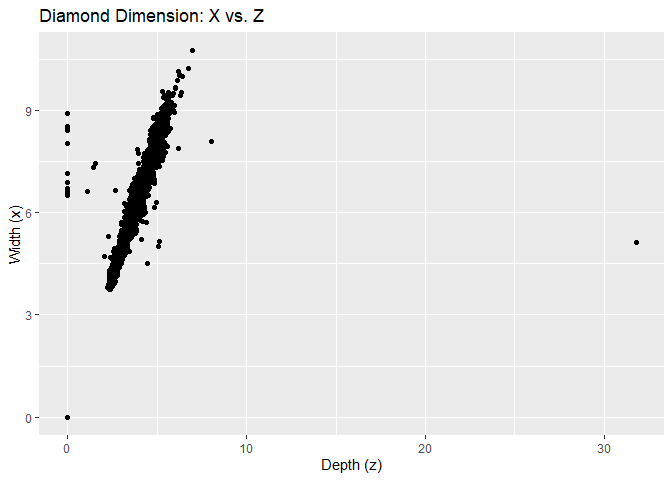 Diamond Dimension: X vs. Z
Width (x)
9
6
3
0
0 10 20 30
Depth (z)